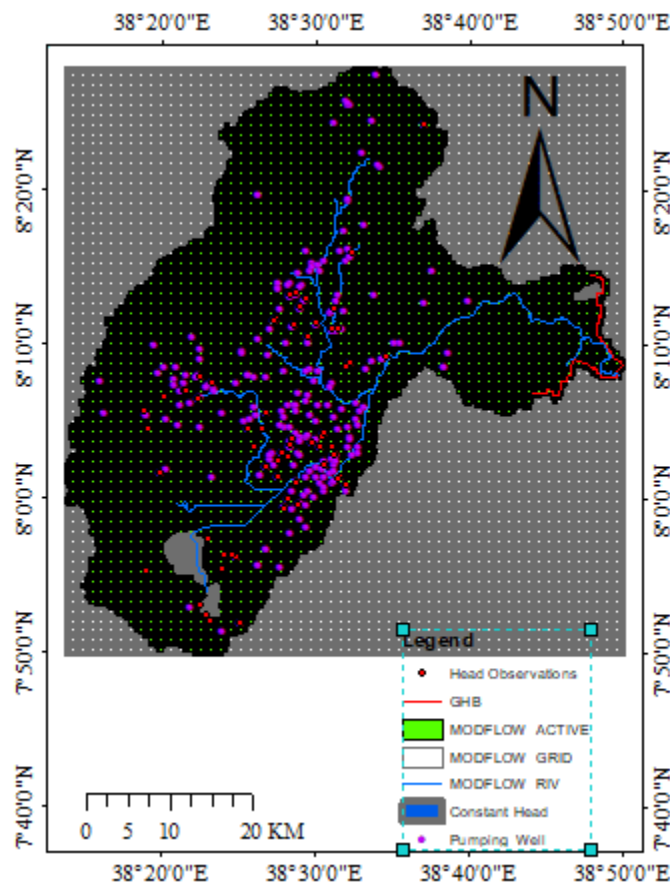 38°20'0"E 38°30'0"E 38°40'0"E 38°50'0"E
N
8°20'0"N 8°20'0"N
8°10'0"N 8°10'0"N
8°0'0"N 8°0'0"N
7°50'0"N 7°50'0"N
Legend
Head Observations
GHB
MODFLOW ACTIVE
MODFLOW GRID
MODFLOW RIV
Constant Head
Pumping Well
7°40'0"N 7°40'0"N
0 5 10 20 KM
38°20'0"E 38°30'0"E 38°40'0"E 38°50'0"E